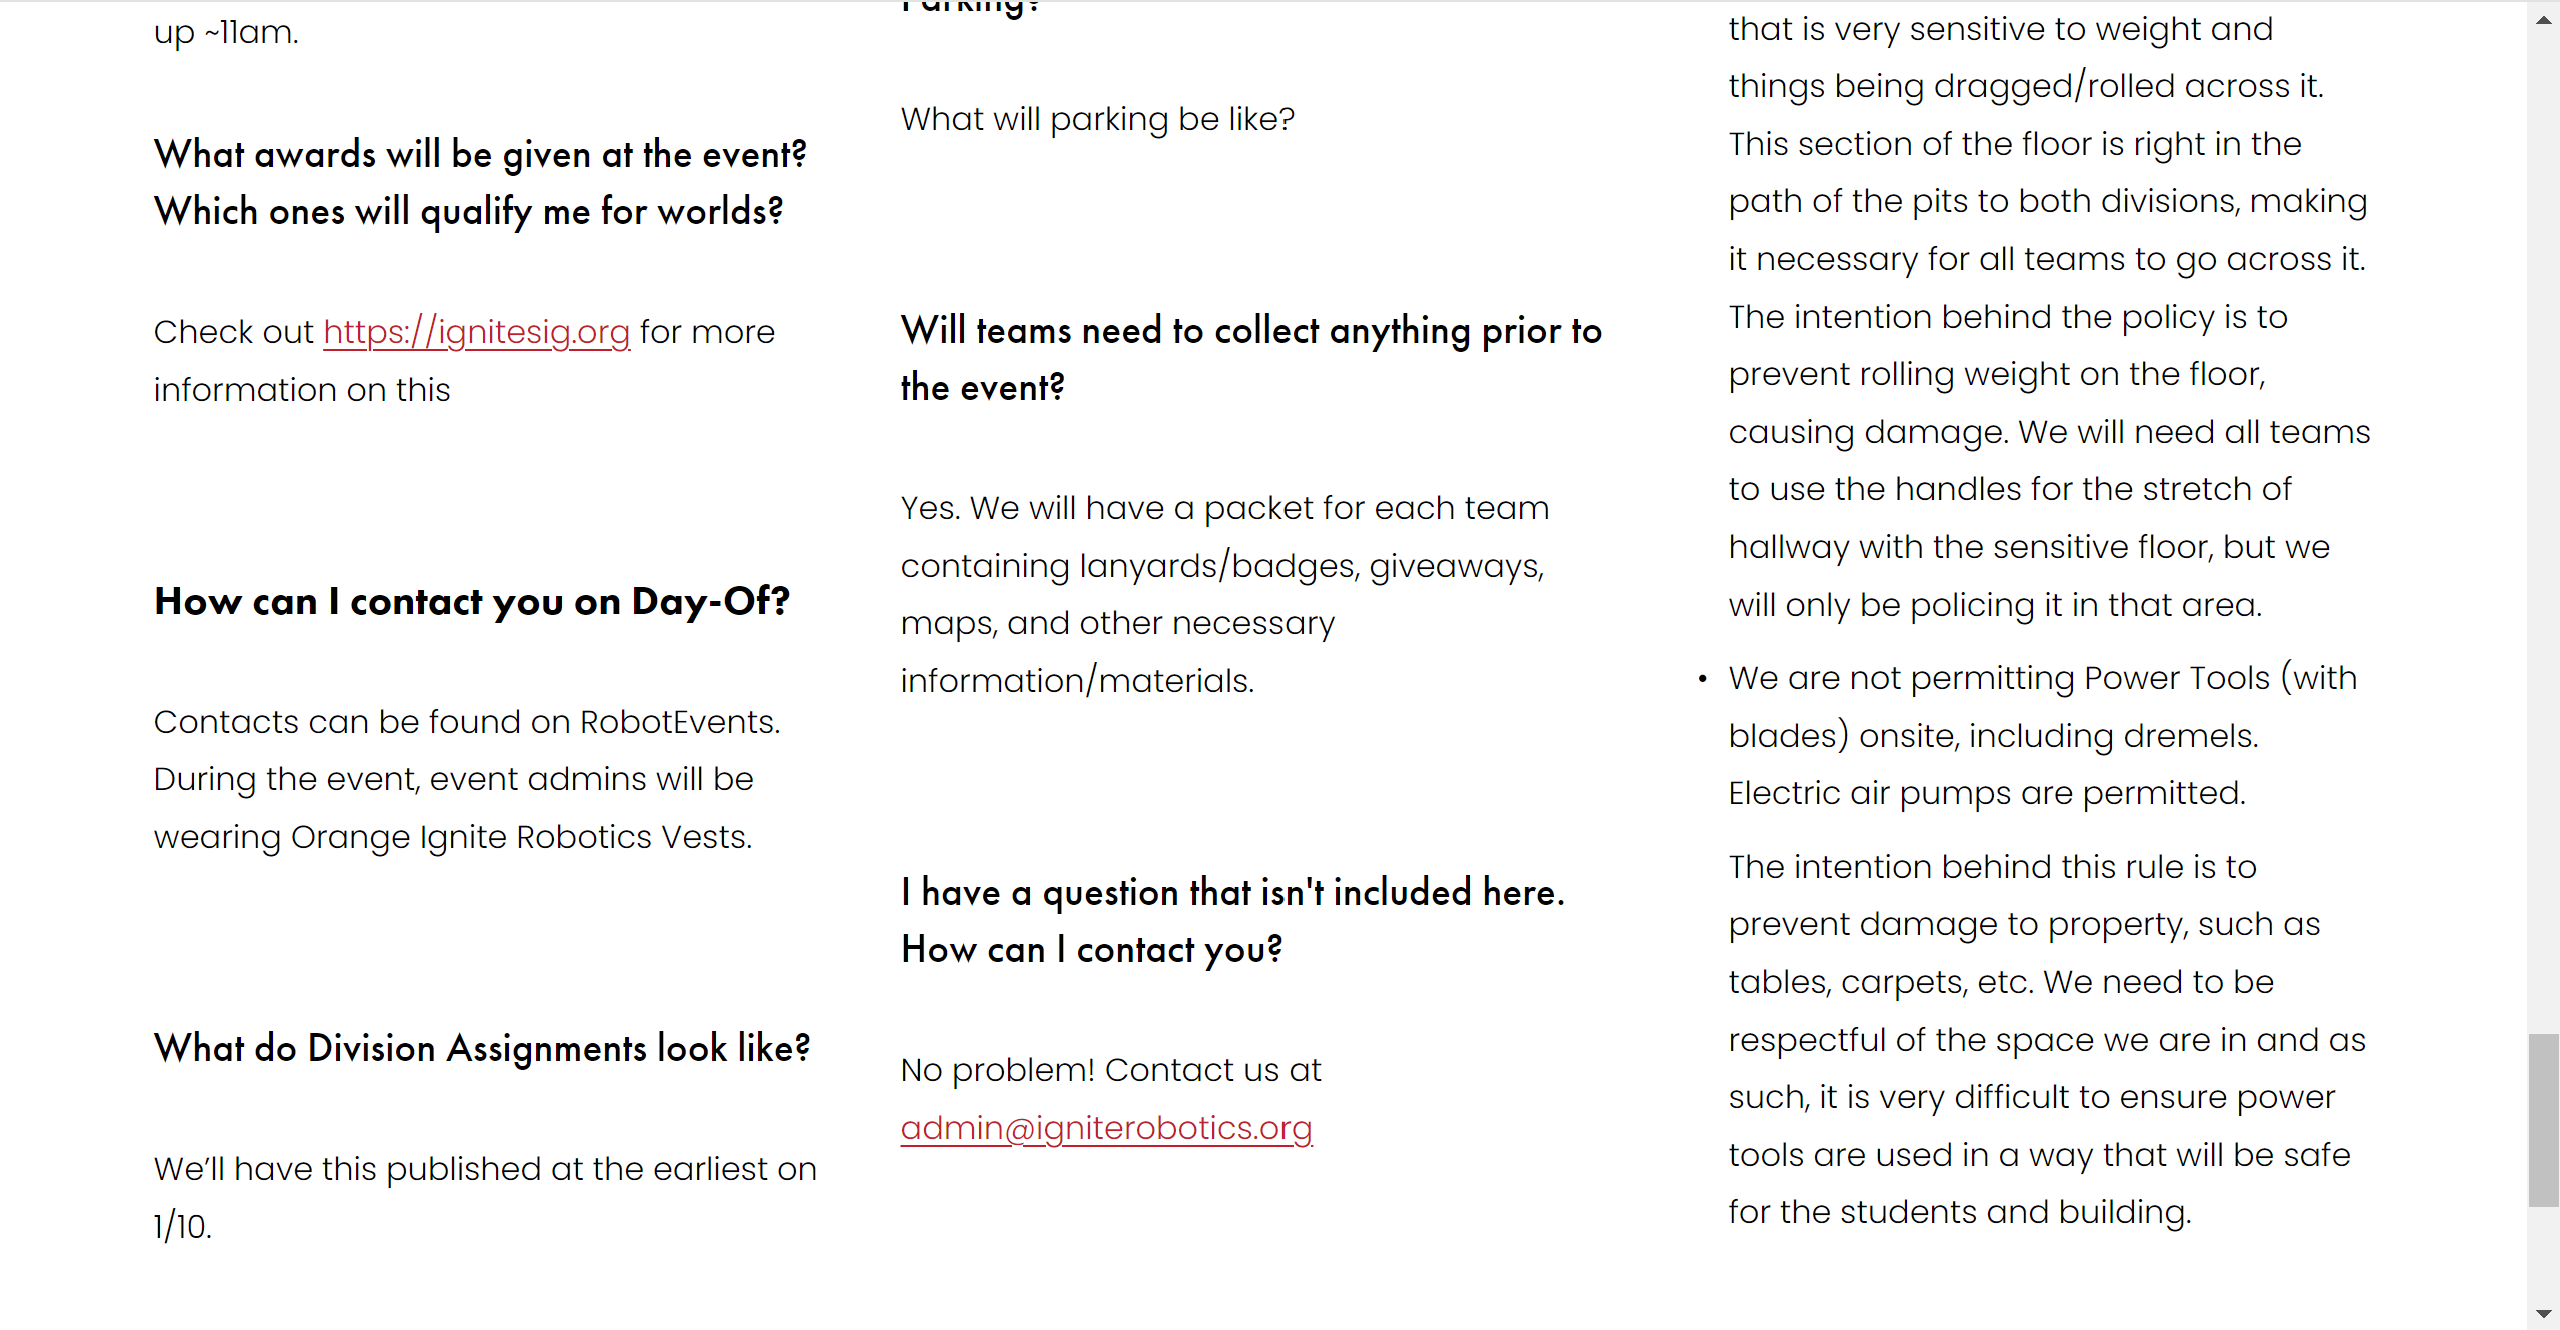 up ~11am.
What awards will be given at the event?
Which ones will qualify me for worlds?
Check out https://ignitesig.org for more
information on this
How can I contact you on Day-Of?
Contacts can be found on RobotEvents.
During the event, event admins will be
wearing Orange Ignite Robotics Vests.
What do Division Assignments look like?
We’ll have this published at the earliest on
1/10.
Parking?
What will parking be like?
Will teams need to collect anything prior to
the event?
Yes. We will have a packet for each team
containing lanyards/badges, giveaways,
maps, and other necessary
information/materials.
I have a question that isn't included here.
How can I contact you?
No problem! Contact us at
admin@igniterobotics.org
that is very sensitive to weight and
things being dragged/rolled across it.
This section of the floor is right in the
path of the pits to both divisions, making
it necessary for all teams to go across it.
The intention behind the policy is to
prevent rolling weight on the floor,
causing damage. We will need all teams
to use the handles for the stretch of
hallway with the sensitive floor, but we
will only be policing it in that area.
• We are not permitting Power Tools (with
blades) onsite, including dremels.
Electric air pumps are permitted.
The intention behind this rule is to
prevent damage to property, such as
tables, carpets, etc. We need to be
respectful of the space we are in and as
such, it is very difficult to ensure power
tools are used in a way that will be safe
for the students and building.